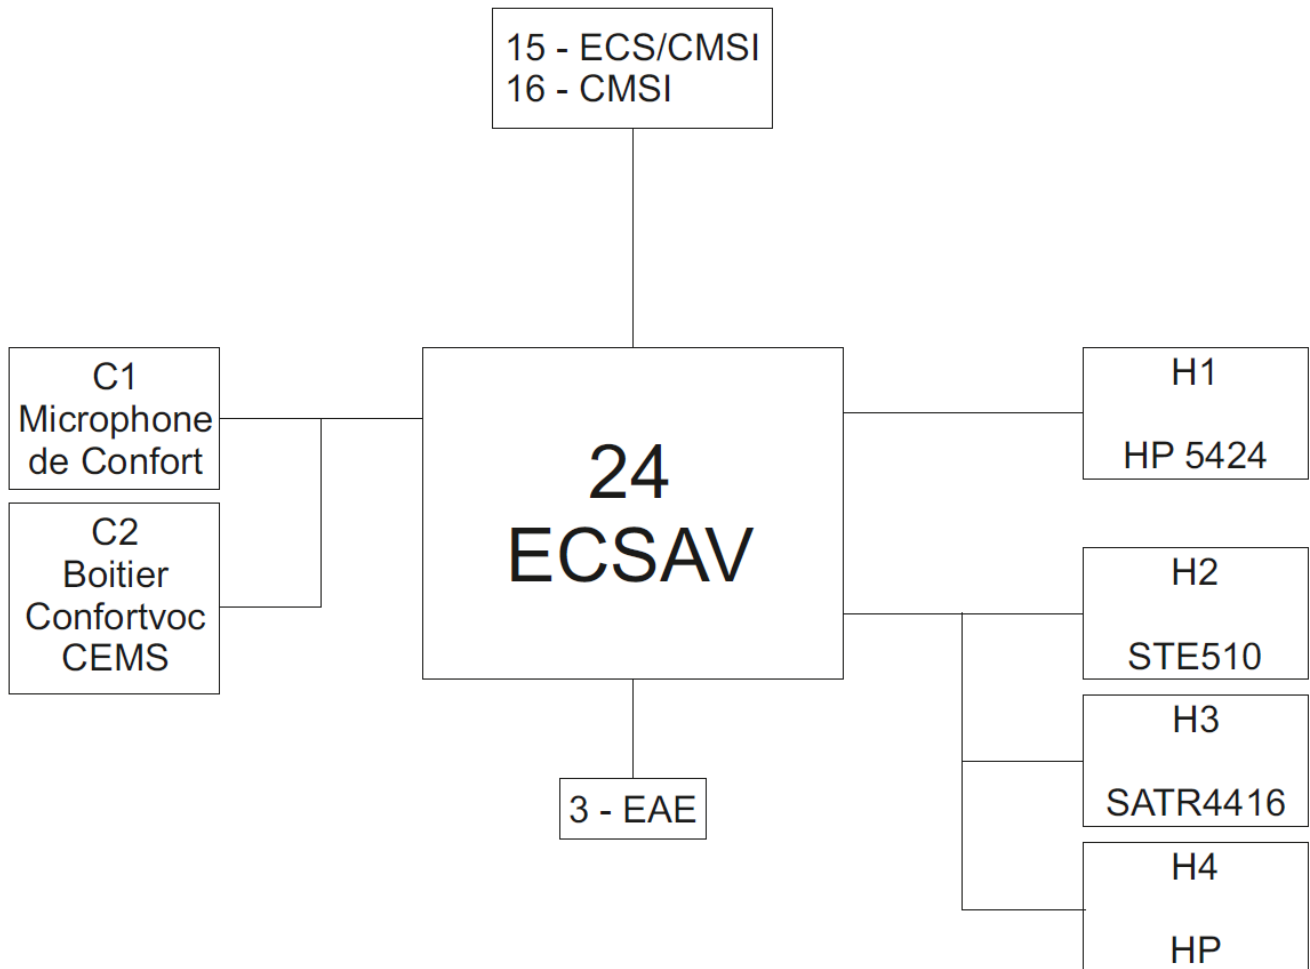 15 - ECS/CMSI
16 - CMSI
C1
Microphone
de Confort
C2
Boitier
Confortvoc
CEMS
24
ECSAV
3 - EAE
H1
HP 5424
H2
STE510
H3
SATR4416
H4
HP